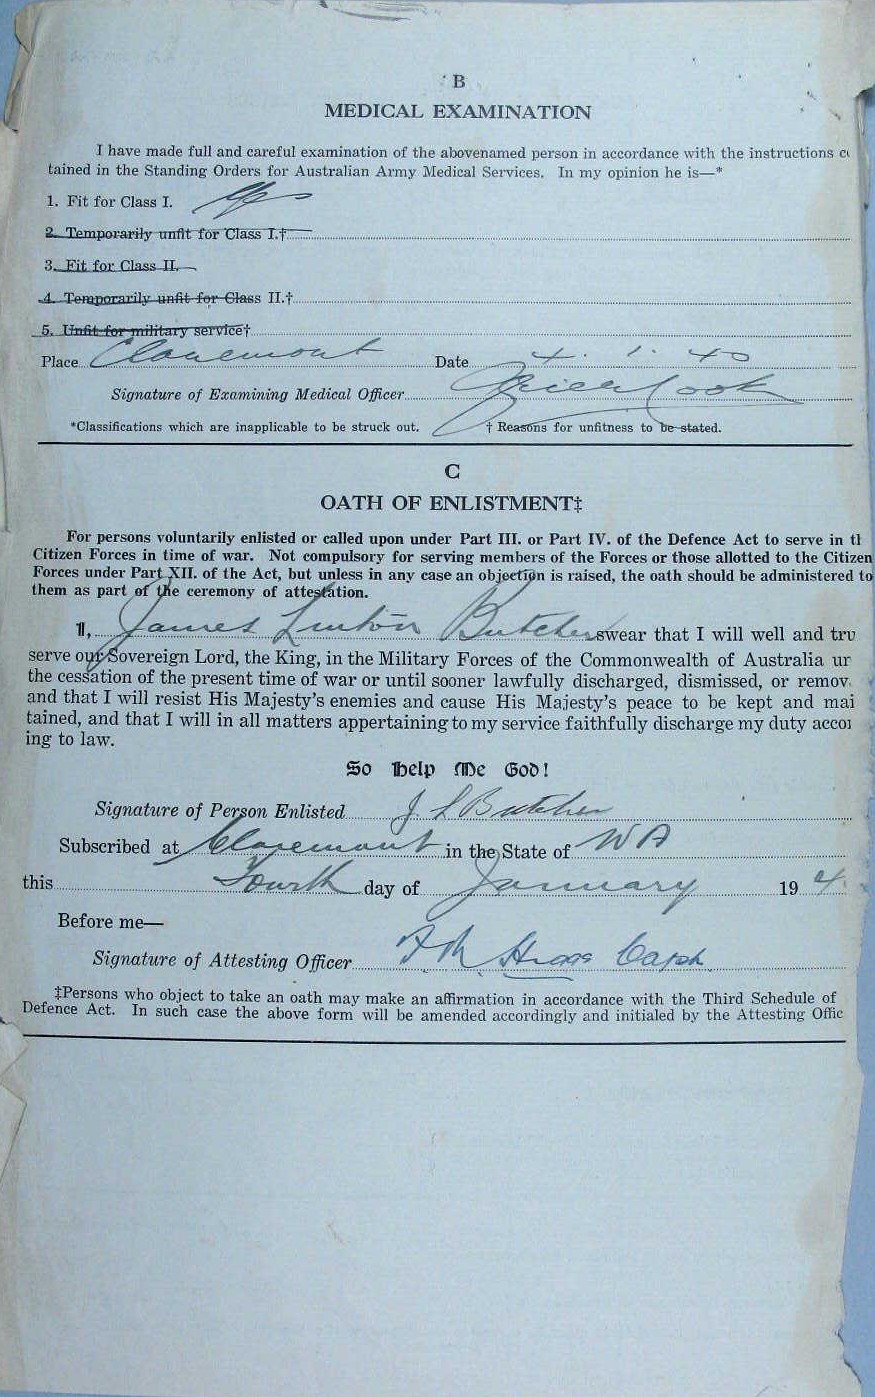 B
MEDICAL EXAMINATION
I have made full and careful examination of the abovenamed person in accordance with the instructions c
tained in the Standing Orders for Australian Army Medical Services. In my opinion he is—*
1. Fit for Class I. Yes
2. Temporarily unfit for Class I.†
3. Fit for Class II.
4. Temporarily unfit for Class II.†
5. Unfit for military service†
Place Claremont Date 4. 1. 40
Signature of Examining Medical Officer Cook
*Classifications which are inapplicable to be struck out. † Reasons for unfitness to be stated.
C
OATH OF ENLISTMENT‡
For persons voluntarily enlisted or called upon under Part III. or Part IV. of the Defence Act to serve in tl
Citizen Forces in time of war. Not compulsory for serving members of the Forces or those allotted to the Citizen
Forces under Part XII. of the Act, but unless in any case an objection is raised, the oath should be administered to
them as part of the ceremony of attestation.
I, James Linton Butcher swear that I will well and tru
serve our Sovereign Lord, the King, in the Military Forces of the Commonwealth of Australia ur
the cessation of the present time of war or until sooner lawfully discharged, dismissed, or remov
and that I will resist His Majesty's enemies and cause His Majesty's peace to be kept and mai
tained, and that I will in all matters appertaining to my service faithfully discharge my duty accor
ing to law.
So Help Me God!
Signature of Person Enlisted J L Butcher
Subscribed at Claremont in the State of WA
this Fourth day of January 19 4
Before me—
Signature of Attesting Officer Capt
‡Persons who object to take an oath may make an affirmation in accordance with the Third Schedule of
Defence Act. In such case the above form will be amended accordingly and initialed by the Attesting Offic